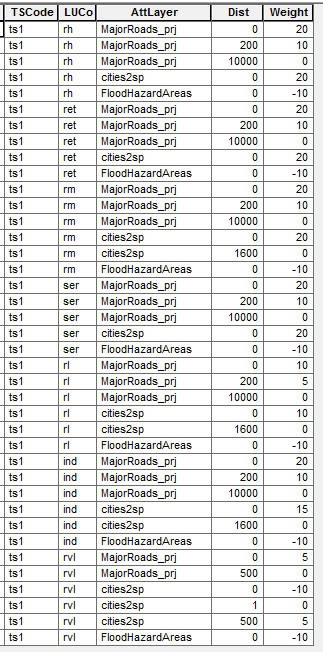 TSCode LUCo AttLayer Dist Weight
ts1 rh MajorRoads_prj 0 20
ts1 rh MajorRoads_prj 200 10
ts1 rh MajorRoads_prj 10000 0
ts1 rh cities2sp 0 20
ts1 rh FloodHazardAreas 0 -10
ts1 ret MajorRoads_prj 0 20
ts1 ret MajorRoads_prj 200 10
ts1 ret MajorRoads_prj 10000 0
ts1 ret cities2sp 0 20
ts1 ret FloodHazardAreas 0 -10
ts1 rm MajorRoads_prj 0 20
ts1 rm MajorRoads_prj 200 10
ts1 rm MajorRoads_prj 10000 0
ts1 rm cities2sp 0 20
ts1 rm cities2sp 1600 0
ts1 rm FloodHazardAreas 0 -10
ts1 ser MajorRoads_prj 0 20
ts1 ser MajorRoads_prj 200 10
ts1 ser MajorRoads_prj 10000 0
ts1 ser cities2sp 0 20
ts1 ser FloodHazardAreas 0 -10
ts1 rl MajorRoads_prj 0 10
ts1 rl MajorRoads_prj 200 5
ts1 rl MajorRoads_prj 10000 0
ts1 rl cities2sp 0 10
ts1 rl cities2sp 1600 0
ts1 rl FloodHazardAreas 0 -10
ts1 ind MajorRoads_prj 0 20
ts1 ind MajorRoads_prj 200 10
ts1 ind MajorRoads_prj 10000 0
ts1 ind cities2sp 0 15
ts1 ind cities2sp 1600 0
ts1 ind FloodHazardAreas 0 -10
ts1 rvl MajorRoads_prj 0 5
ts1 rvl MajorRoads_prj 500 0
ts1 rvl cities2sp 0 -10
ts1 rvl cities2sp 1 0
ts1 rvl cities2sp 500 5
ts1 rvl FloodHazardAreas 0 -10